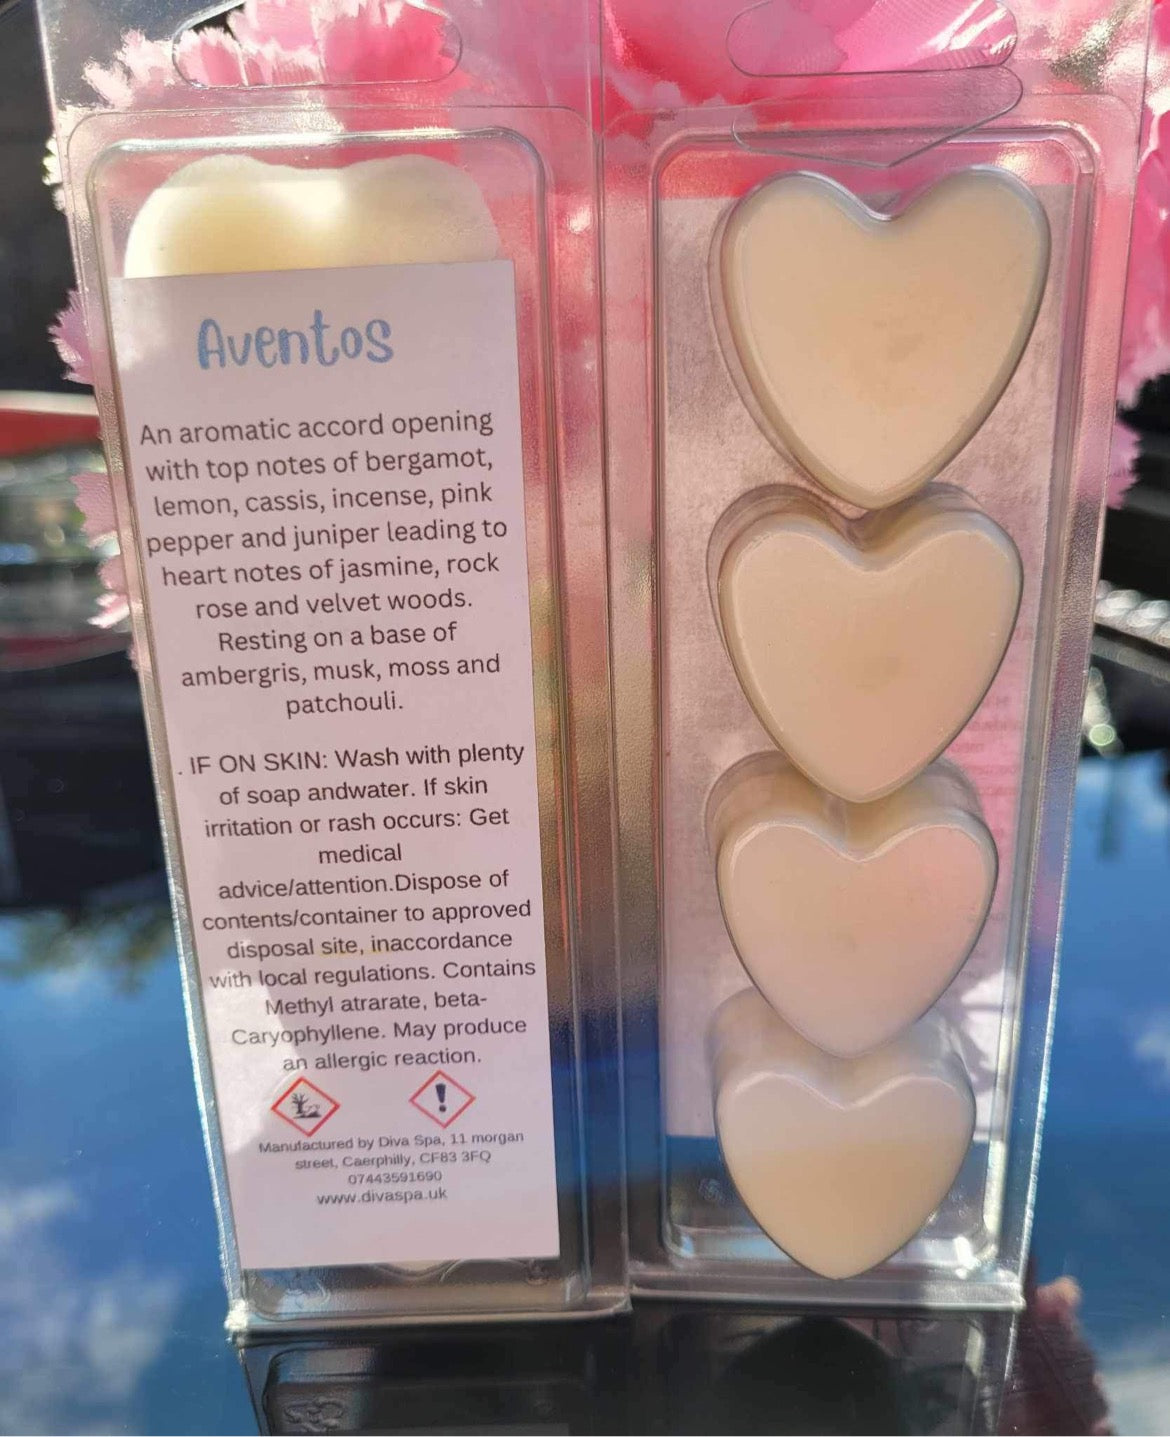 Aventos
An aromatic accord opening
with top notes of bergamot,
lemon, cassis, incense, pink
pepper and juniper leading to
heart notes of jasmine, rock
rose and velvet woods.
Resting on a base of
ambergris, musk, moss and
patchouli.
. IF ON SKIN: Wash with plenty
of soap andwater. If skin
irritation or rash occurs: Get
medical
advice/attention.Dispose of
contents/container to approved
disposal site, inaccordance
with local regulations. Contains
Methyl atrarate, beta-
Caryophyllene. May produce
an allergic reaction.
Manufactured by Diva Spa, 11 morgan
street, Caerphilly, CF83 3FQ
07443591690
www.divaspa.uk